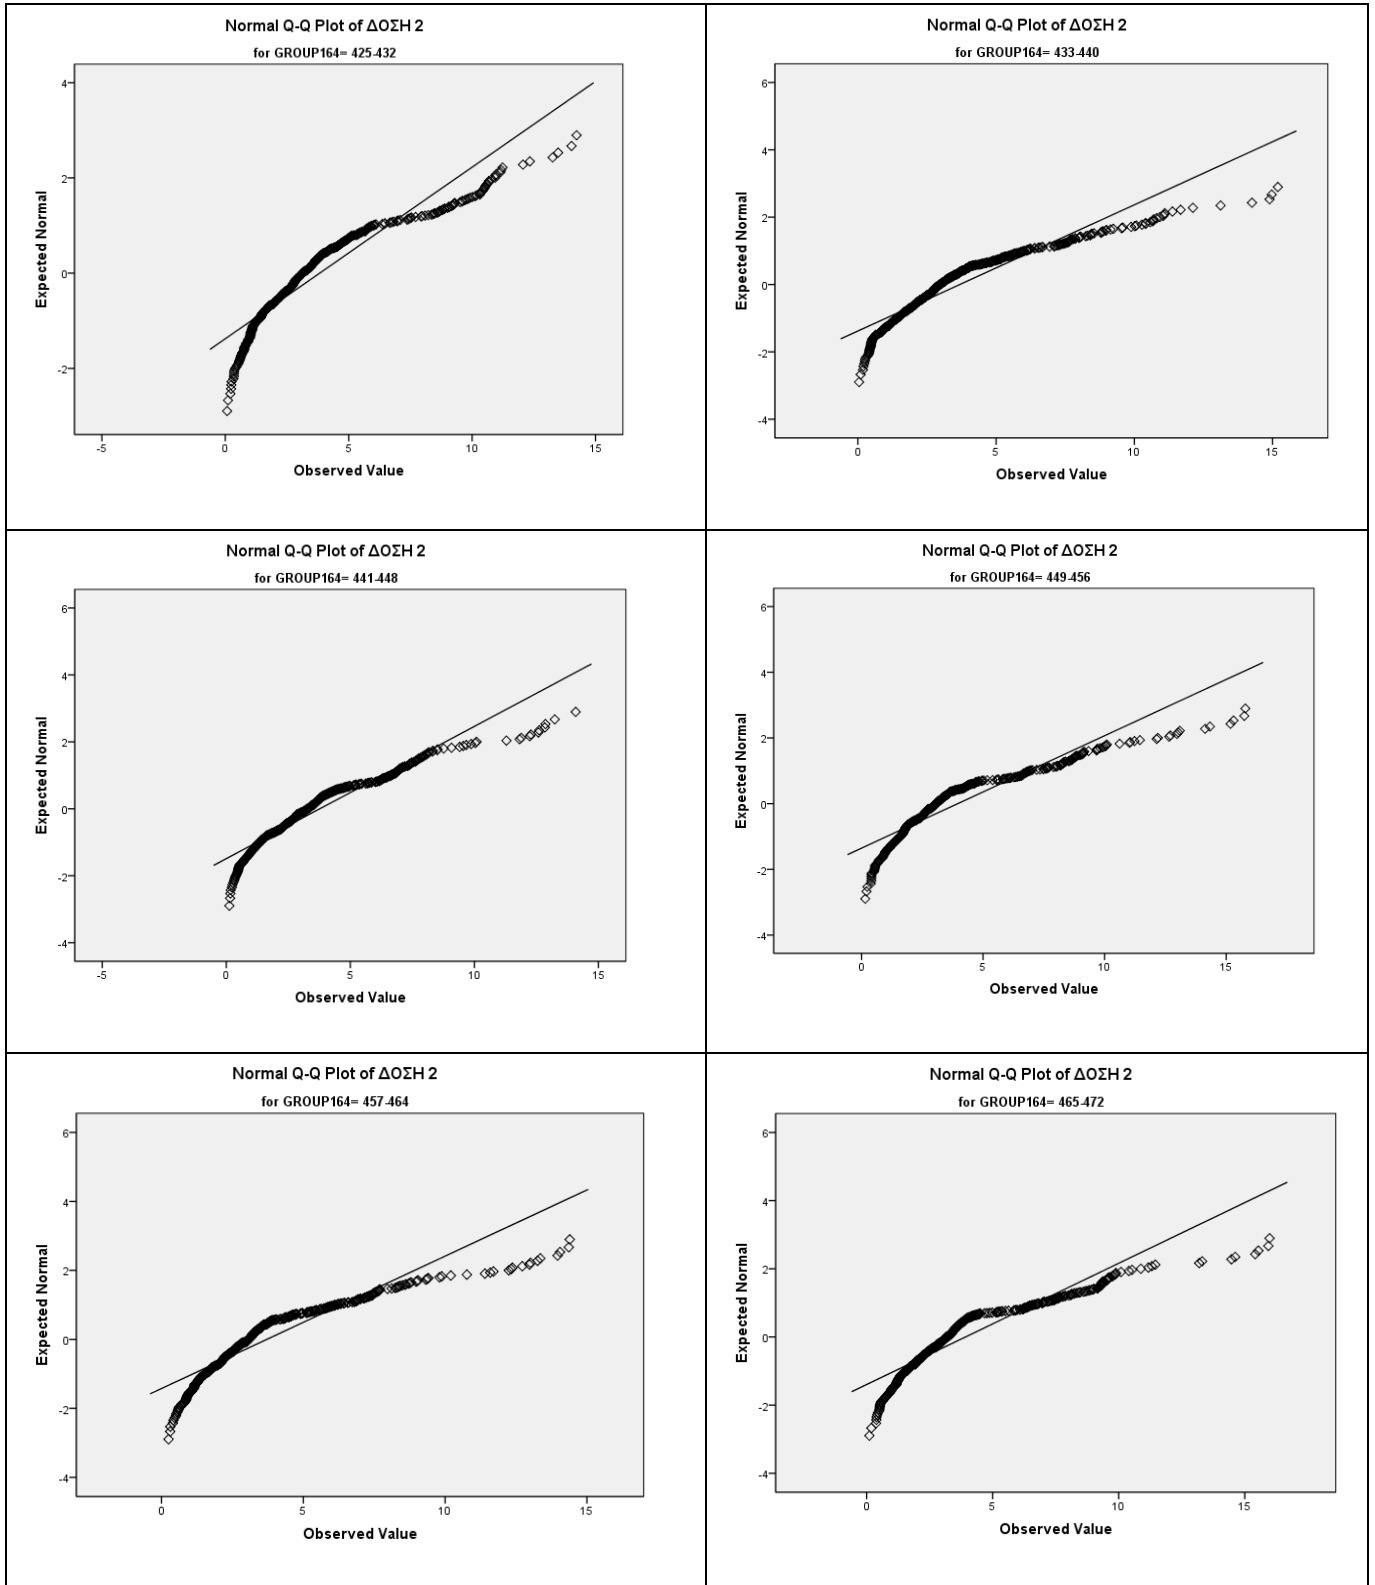 Normal Q-Q Plot of ΔΟΣΗ 2
for GROUP164= 425-432
4
2
0
-2
Expected Normal
-5 0 5 10 15
Observed Value
Normal Q-Q Plot of ΔΟΣΗ 2
for GROUP164= 433-440
6
4
2
0
-2
-4
Expected Normal
0 5 10 15
Observed Value
Normal Q-Q Plot of ΔΟΣΗ 2
for GROUP164= 441-448
6
4
2
0
-2
-4
Expected Normal
-5 0 5 10 15
Observed Value
Normal Q-Q Plot of ΔΟΣΗ 2
for GROUP164= 449-456
6
4
2
0
-2
-4
Expected Normal
0 5 10 15
Observed Value
Normal Q-Q Plot of ΔΟΣΗ 2
for GROUP164= 457-464
6
4
2
0
-2
-4
Expected Normal
0 5 10 15
Observed Value
Normal Q-Q Plot of ΔΟΣΗ 2
for GROUP164= 465-472
6
4
2
0
-2
-4
Expected Normal
0 5 10 15
Observed Value